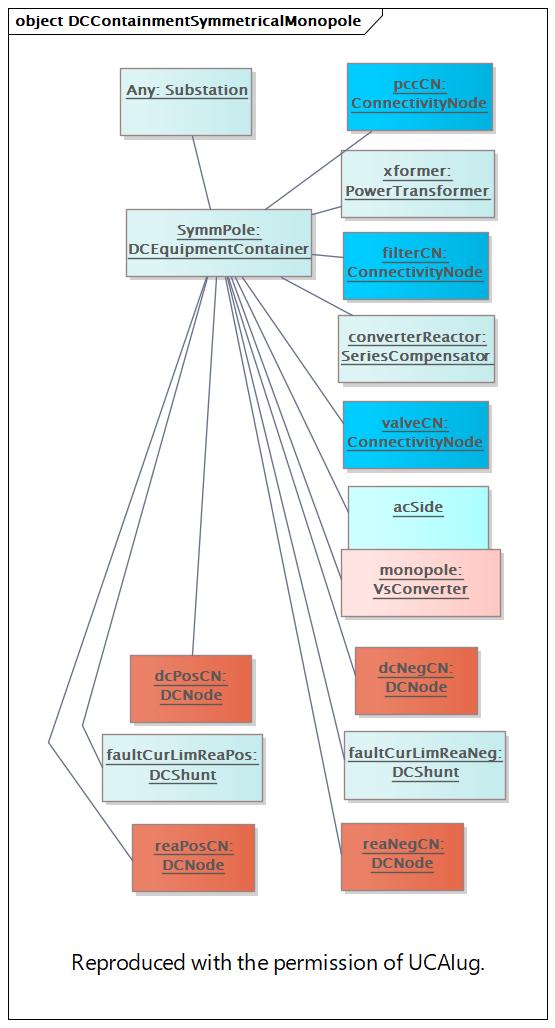 object DCContainmentSymmetricalMonopole
Any: Substation
pccCN:
ConnectivityNode
xformer:
PowerTransformer
SymmPole:
DCEquipmentContainer
filterCN:
ConnectivityNode
converterReactor:
SeriesCompensator
valveCN:
ConnectivityNode
acSide
monopole:
VsConverter
dcPosCN:
DCNode
dcNegCN:
DCNode
faultCurLimReaPos:
DCShunt
faultCurLimReaNeg:
DCShunt
reaPosCN:
DCNode
reaNegCN:
DCNode
Reproduced with the permission of UCAIug.